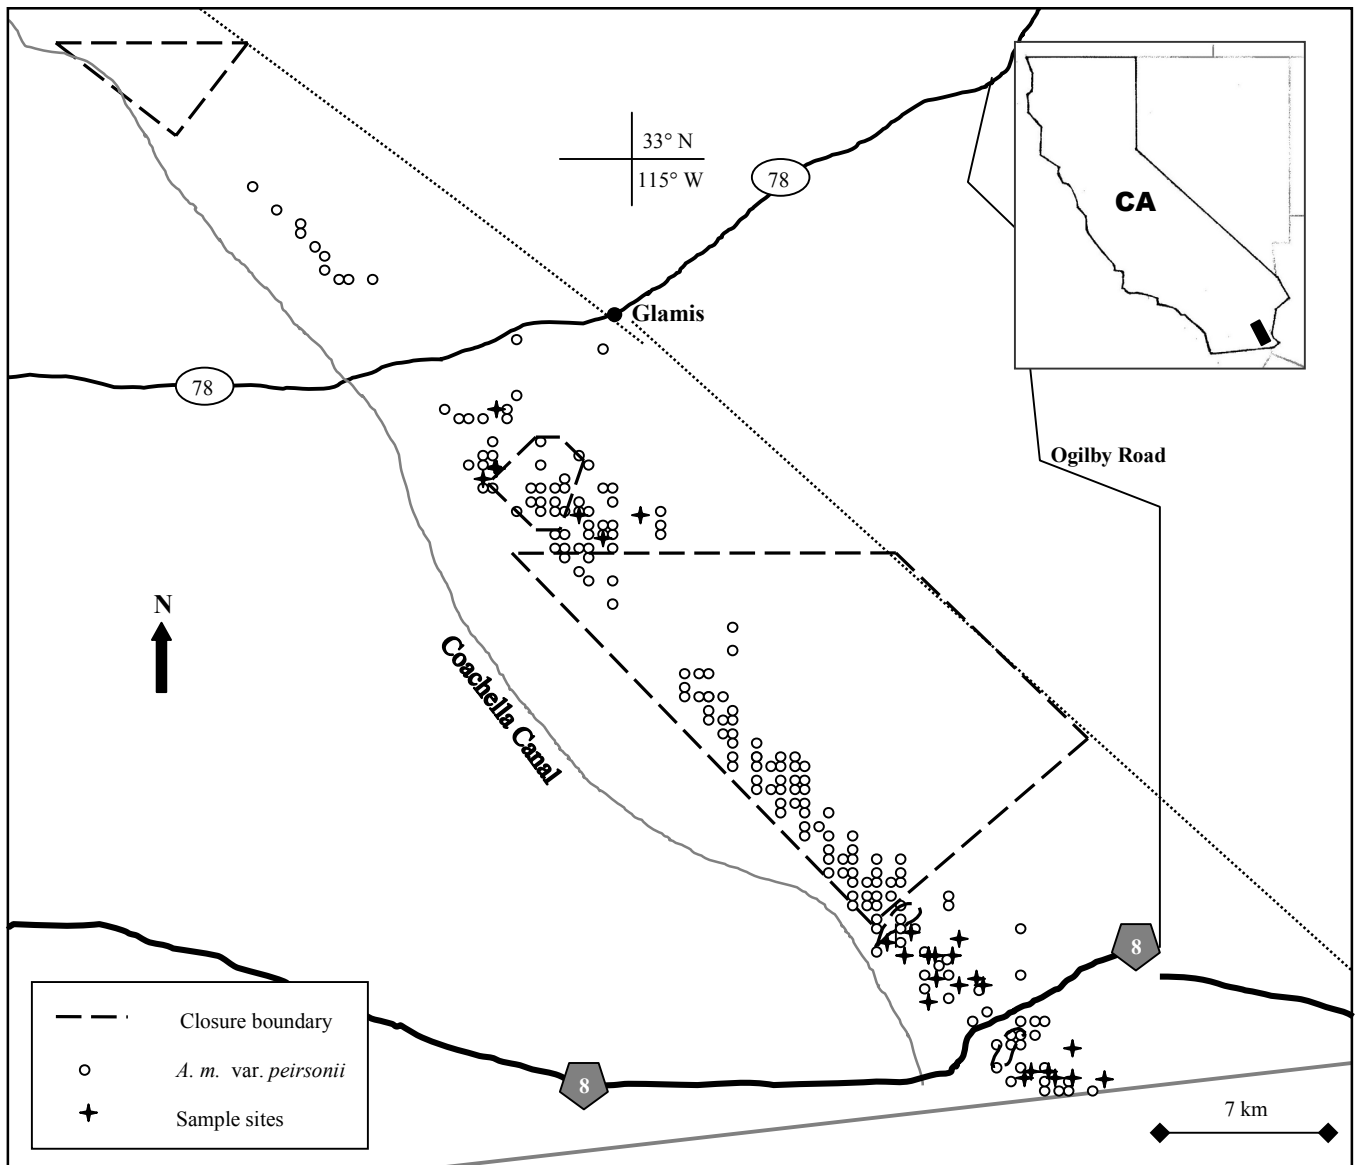 33° N
115° W
78
CA
Glamis
78
Ogilby Road
N
Coachella Canal
8
Closure boundary
A. m. var. peirsonii
Sample sites
8
7 km